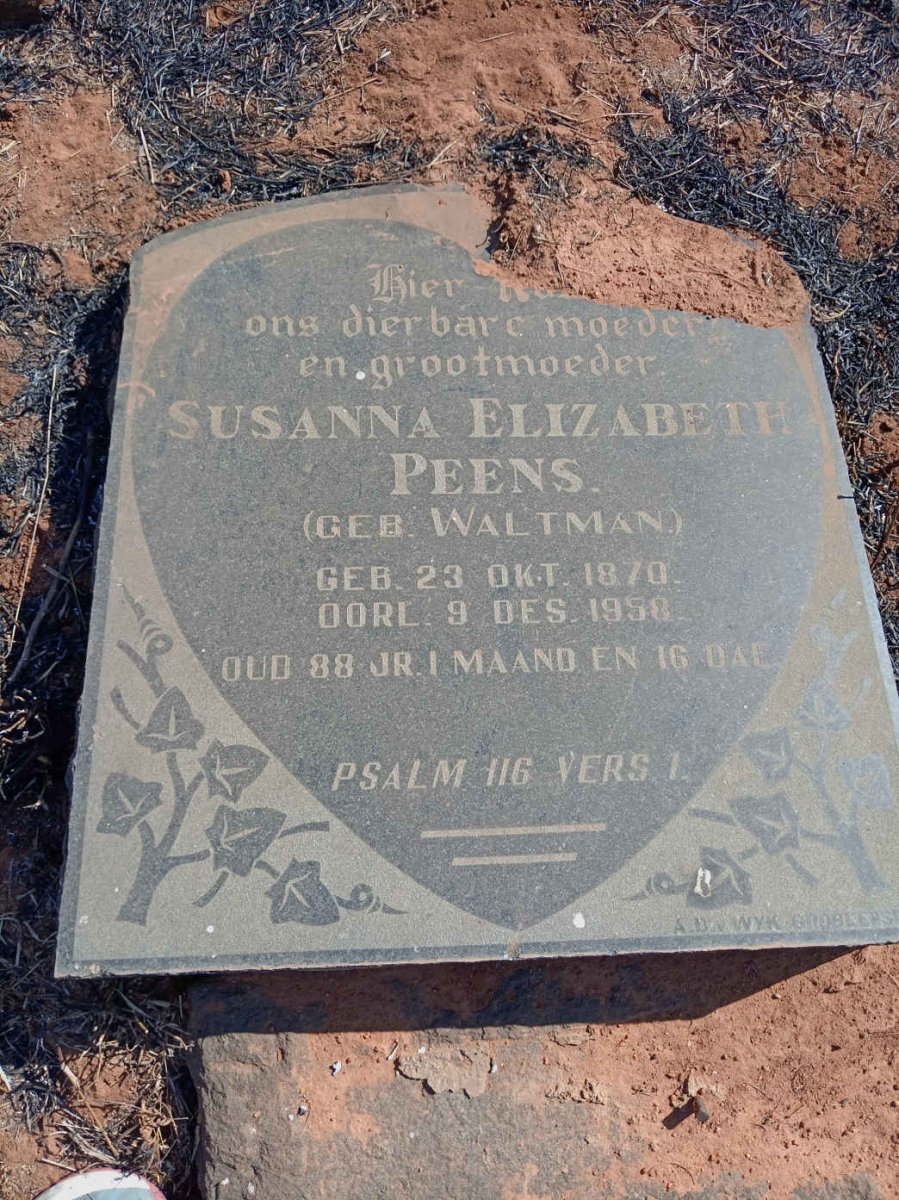 Hier
ons dierbare moeder
en grootmoeder.
SUSANNA ELIZABETH
PEENS.
(GEB. WALTMAN.)
GEB. 23 OKT. 1870.
OORL. 9 DES. 1958.
OUD 88 JR. 1 MAAND EN 16 DAE.
PSALM 116 VERS 1.
A.D. v WYK